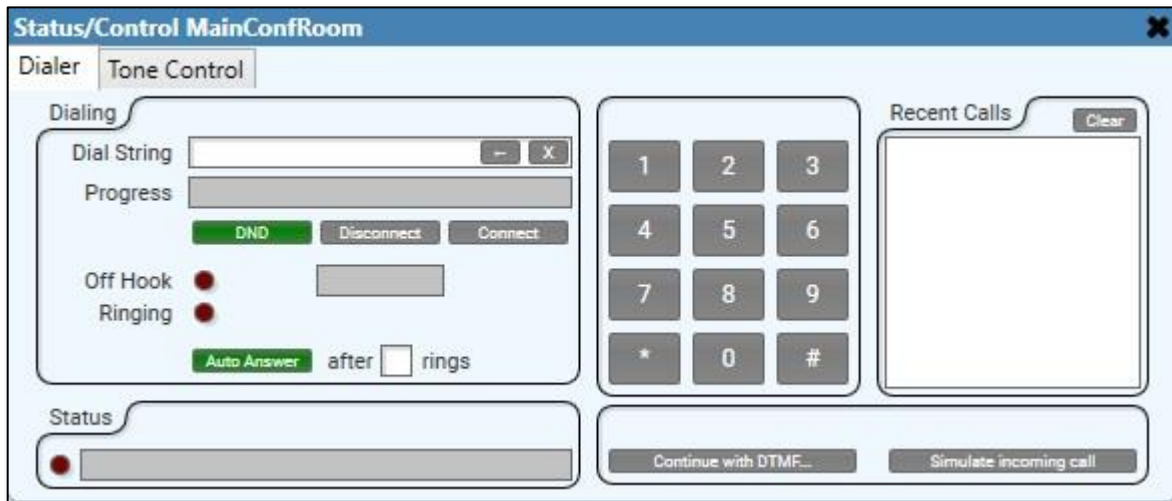 Status/Control MainConfRoom
Dialer
Tone Control
Dialing
Dial String
X
Progress
DND Disconnect Connect
Off Hook
Ringing
Auto Answer after rings
1 2 3
4 5 6
7 8 9
* 0 #
Recent Calls
Clear
Status
Continue with DTMF...
Simulate incoming call